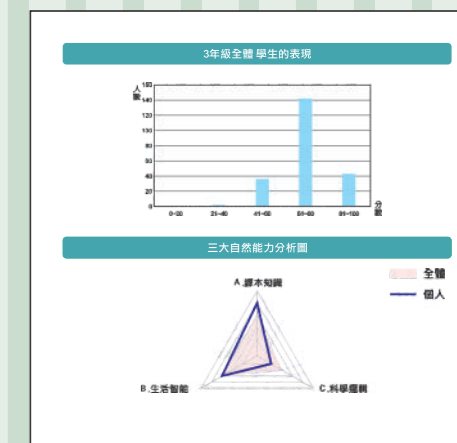 3年級全體 學生的表現
人數
160
140
120
100
80
60
40
20
0
0~20 21~40 41~60 61~80 81~100
分數
三大自然能力分析圖
全體
個人
A.課本知識
B.生活智能
C.科學邏輯